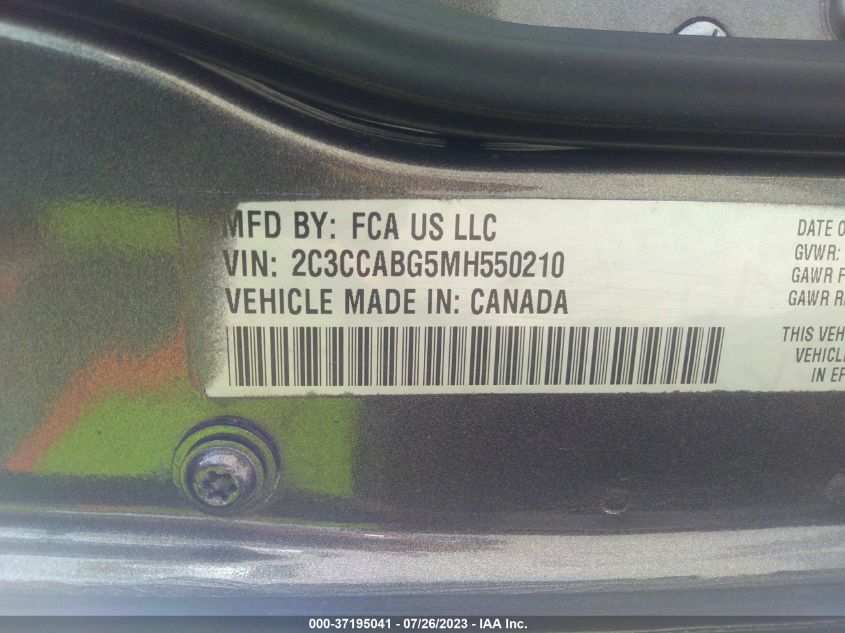 MFD BY: FCA US LLC
VIN: 2C3CCABG5MH550210
VEHICLE MADE IN: CANADA
DATE O
GVWR:
GAWR F
GAWR R
THIS VEH
VEHICL
IN EF
000-37195041 / 07/26/2023 - IAA Inc.